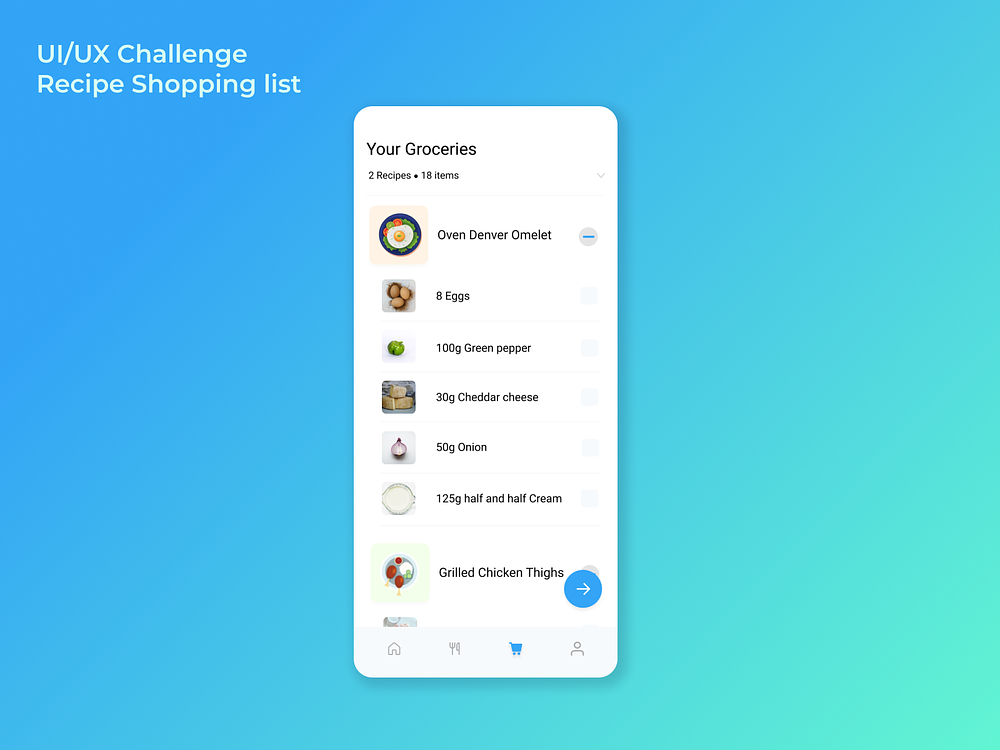 UI/UX Challenge
Recipe Shopping list
Your Groceries
2 Recipes • 18 items
Oven Denver Omelet
8 Eggs
100g Green pepper
30g Cheddar cheese
50g Onion
125g half and half Cream
Grilled Chicken Thighs